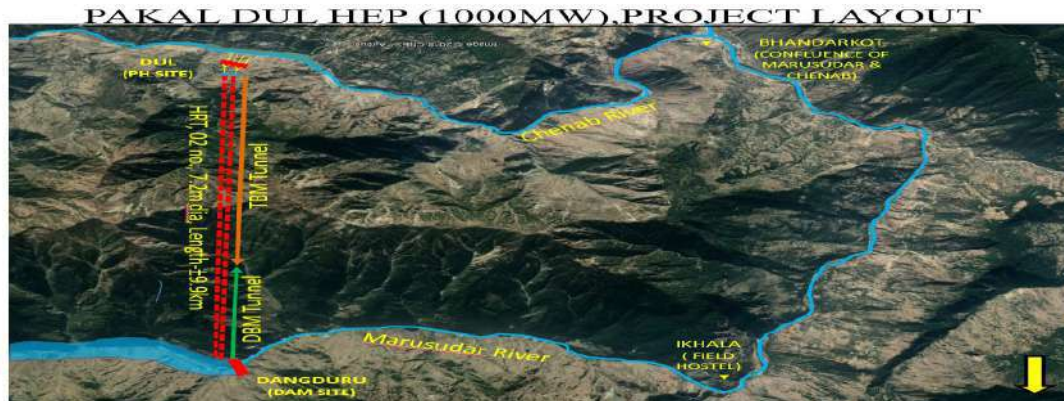 PAKAL DUL HEP (1000MW),PROJECT LAYOUT
DUL
(PH SITE)
BHANDARKOT
(CONFLUENCE OF
MARUSUDAR &
CHENAB)
Chenab River
HRT, 02 no., 7.2m dia, Length-±9.9km
TBM Tunnel
DBM Tunnel
Marusudar River
IKHALA
( FIELD
HOSTEL)
DANGDURU
(DAM SITE)